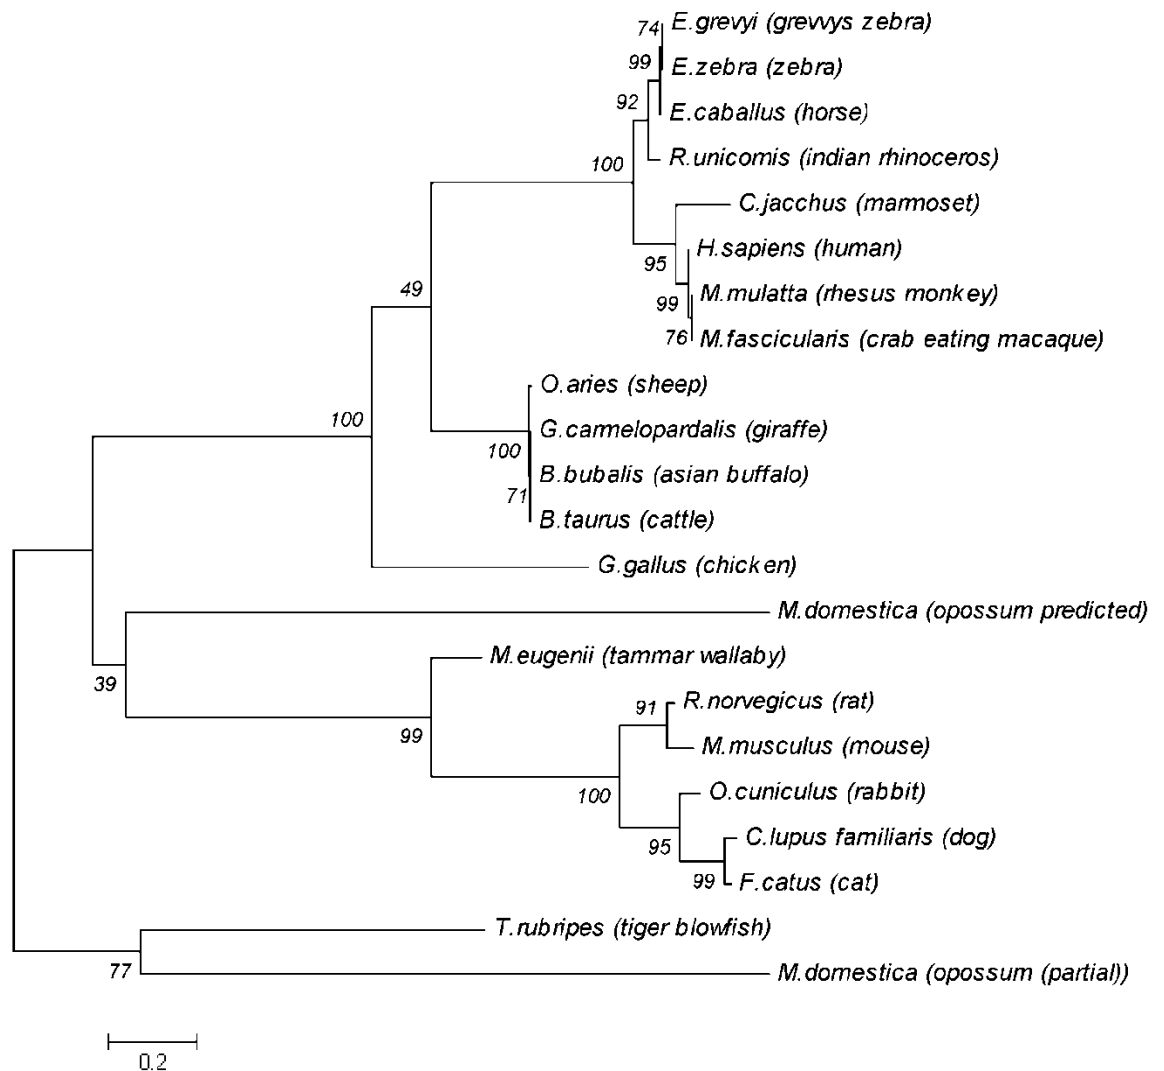 74
E.grevyi (grevvys zebra)
99
E.zebra (zebra)
92
E.caballus (horse)
100
R.unicornis (indian rhinoceros)
C.jacchus (marmoset)
H.sapiens (human)
95
49
M.mulatta (rhesus monkey)
99
76
M.fascicularis (crab eating macaque)
O.aries (sheep)
100
G.carmelopardalis (giraffe)
100
B.bubalis (asian buffalo)
71
B.taurus (cattle)
G.gallus (chicken)
M.domestica (opossum predicted)
M.eugenii (tammar wallaby)
39
91
R.norvegicus (rat)
99
M.musculus (mouse)
100
O.cuniculus (rabbit)
95
C.lupus familiaris (dog)
99
F.catus (cat)
T.rubripes (tiger blowfish)
77
M.domestica (opossum (partial))
0.2